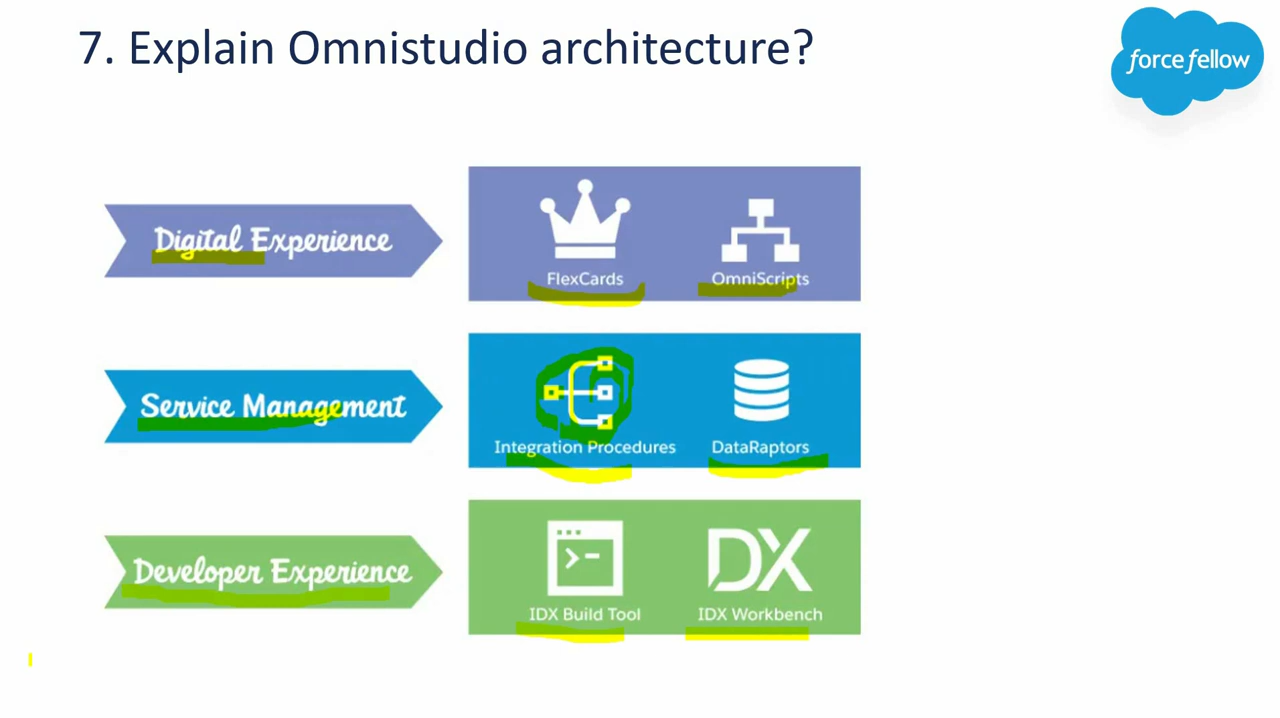 7. Explain Omnistudio architecture?
force fellow
Digital Experience
FlexCards
OmniScripts
Service Management
Integration Procedures
DataRaptors
Developer Experience
DX
IDX Build Tool
IDX Workbench